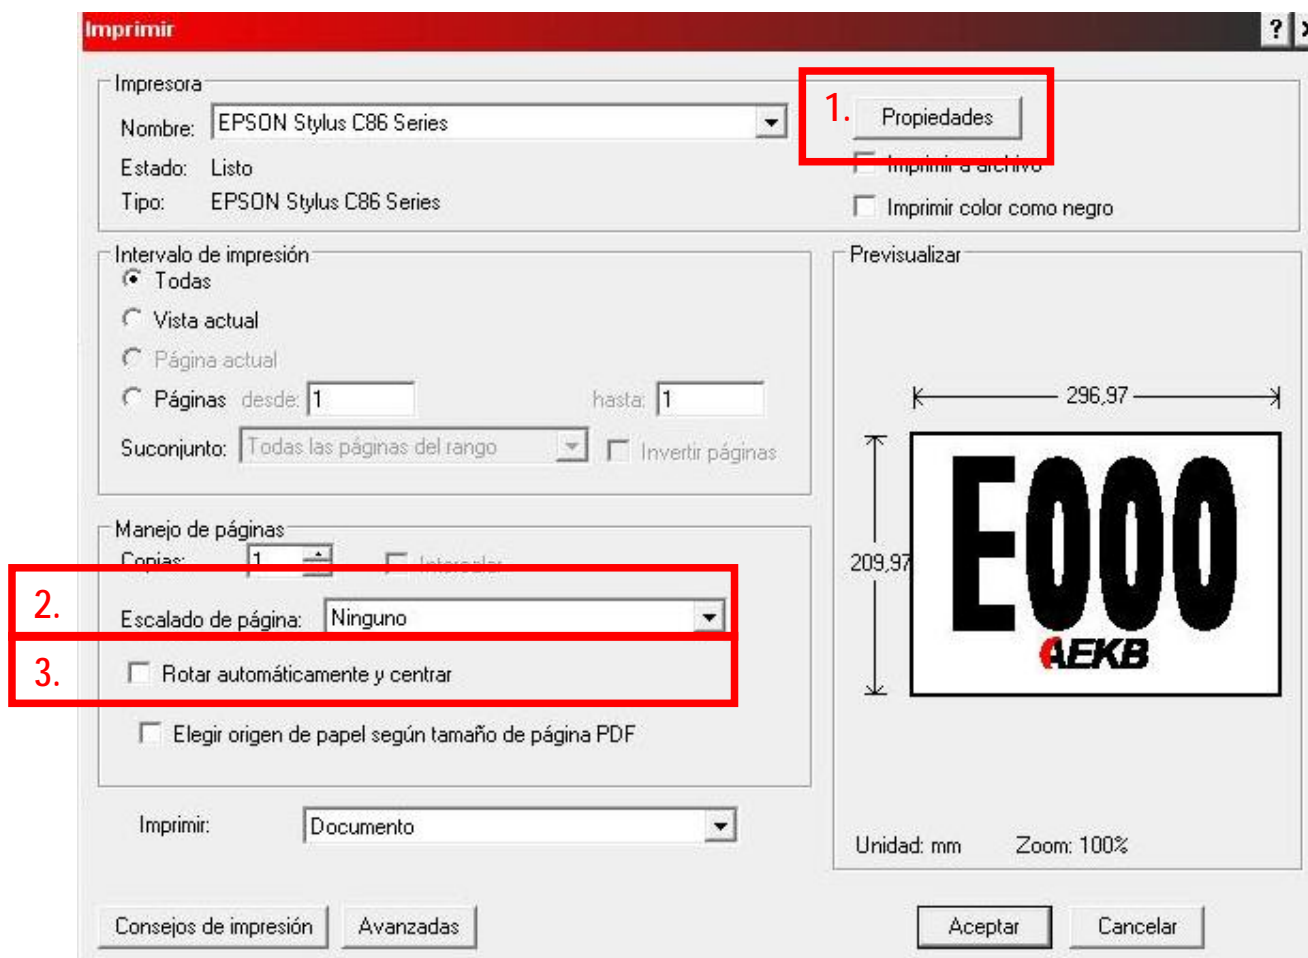 Imprimir
Impresora
Nombre: EPSON Stylus C86 Series
1. Propiedades
Estado: Listo
Imprimir a archivo
Tipo: EPSON Stylus C86 Series
Imprimir color como negro
Intervalo de impresión
Todas
Vista actual
Página actual
Páginas desde: 1 hasta: 1
Suconjunto: Todas las páginas del rango Invertir páginas
Previsualizar
296,97
209,97
E000
AEKB
Unidad: mm Zoom: 100%
Manejo de páginas
Copias: 1 Intercalar
2. Escalado de página: Ninguno
3. Rotar automáticamente y centrar
Elegir origen de papel según tamaño de página PDF
Imprimir: Documento
Consejos de impresión Avanzadas Aceptar Cancelar